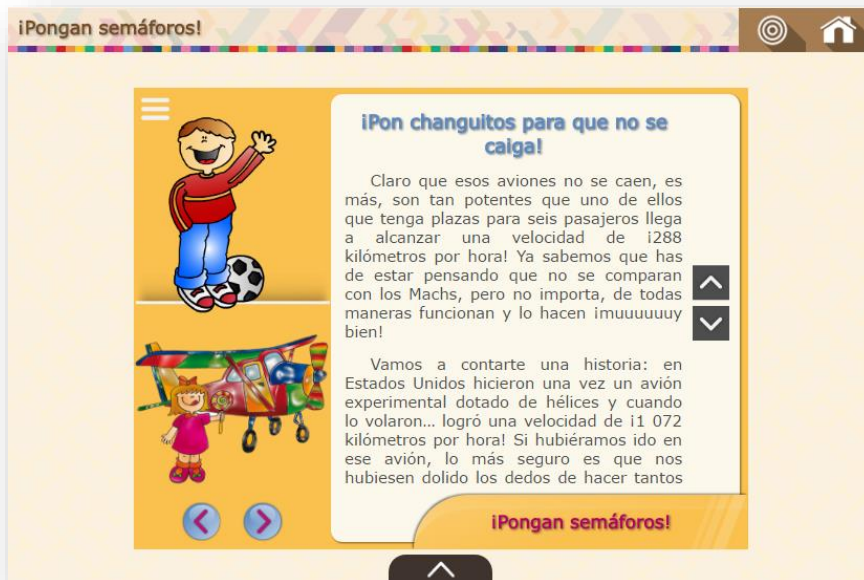 ¡Pongan semáforos!
¡Pon changuitos para que no se
caiga!
Claro que esos aviones no se caen, es
más, son tan potentes que uno de ellos
que tenga plazas para seis pasajeros llega
a alcanzar una velocidad de ¡288
kilómetros por hora! Ya sabemos que has
de estar pensando que no se comparan
con los Machs, pero no importa, de todas
maneras funcionan y lo hacen ¡muuuuuuy
bien!
Vamos a contarte una historia: en
Estados Unidos hicieron una vez un avión
experimental dotado de hélices y cuando
lo volaron... logró una velocidad de ¡1 072
kilómetros por hora! Si hubiéramos ido en
ese avión, lo más seguro es que nos
hubiesen dolido los dedos de hacer tantos
¡Pongan semáforos!